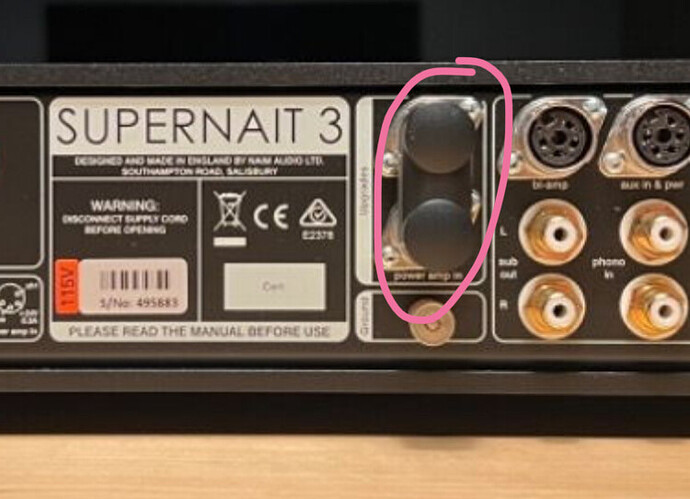 SUPERNAIT 3
DESIGNED AND MADE IN ENGLAND BY NAIM AUDIO LTD.
SOUTHAMPTON ROAD, SALISBURY
WARNING:
DISCONNECT SUPPLY CORD
BEFORE OPENING
CE
E2378
115V
S/No: 495883
Cert
PLEASE READ THE MANUAL BEFORE USE
Upgrades
power amp in
Ground
bi-amp
aux in & pwr
L
sub
out
R
phono
in